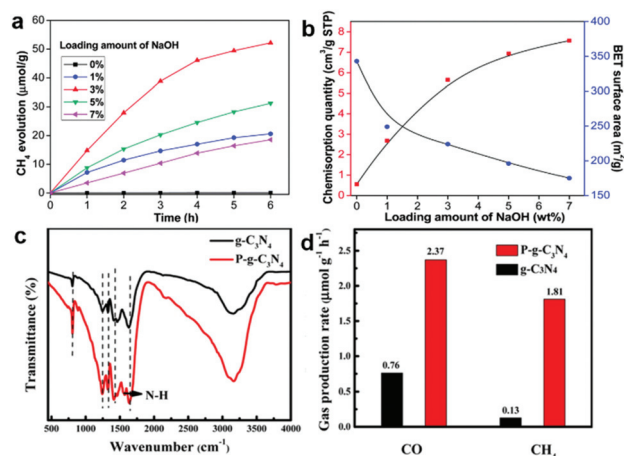 a
Loading amount of NaOH
0%
1%
3%
5%
7%
CH4 evolution (μmol/g)
60
50
40
30
20
10
0
0 1 2 3 4 5 6
Time (h)
b
Chemisorption quantity (cm³/g STP)
8
7
6
5
4
3
2
1
0
BET surface area (m²/g)
400
350
300
250
200
150
0 1 2 3 4 5 6 7
Loading amount of NaOH (wt%)
c
g-C3N4
P-g-C3N4
Transmittance (%)
N-H
500 1000 1500 2000 2500 3000 3500 4000
Wavenumber (cm⁻¹)
d
P-g-C3N4
g-C3N4
Gas production rate (μmol g⁻¹ h⁻¹)
2.5
2.0
1.5
1.0
0.5
0.0
0.76
2.37
0.13
1.81
CO CH4